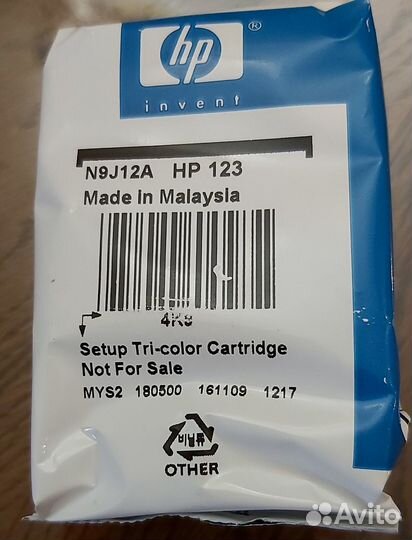 hp ®
invent
N9J12A HP 123
Made In Malaysia
Setup Tri-color Cartridge
Not For Sale
MYS2 180500 161109 1217
비닐류
OTHER
Avito